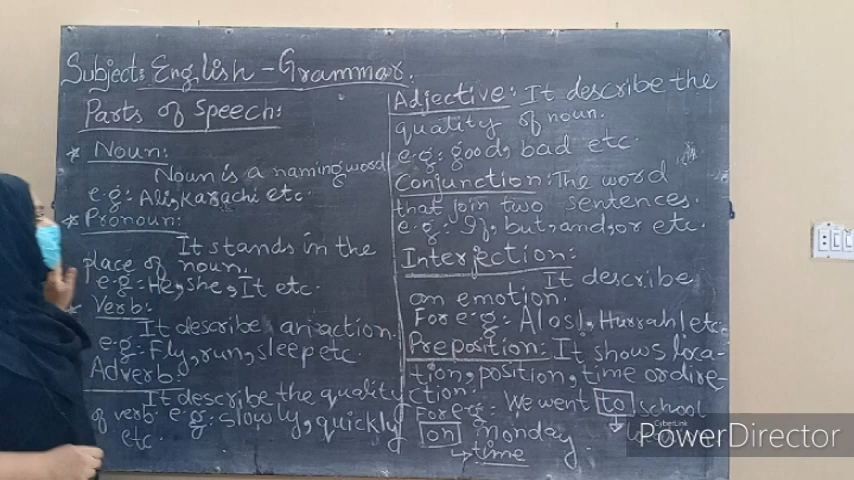 Subject: English - Grammar.
Parts of Speech:
* Noun:
Noun is a naming word
e.g: Ali, Karachi etc.
* Pronoun:
It stands in the
place of noun.
e.g: He, she, It etc.
* Verb:
It describe an action.
e.g: Fly, run, sleep etc.
Adverb:
It describe the quality
of verb. e.g: slowly, quickly
etc.
Adjective: It describe the
quality of noun.
e.g: good, bad etc.
Conjunction: The word
that join two sentences.
e.g: If, but, and, or etc.
Interjection:
It describe
an emotion.
For e.g: Alas!, Hurrah! etc
Preposition: It shows loca-
tion, position, time or dire-
ction:
For e.g: We went to school
on monday.
→ time
CyberLink
PowerDirector